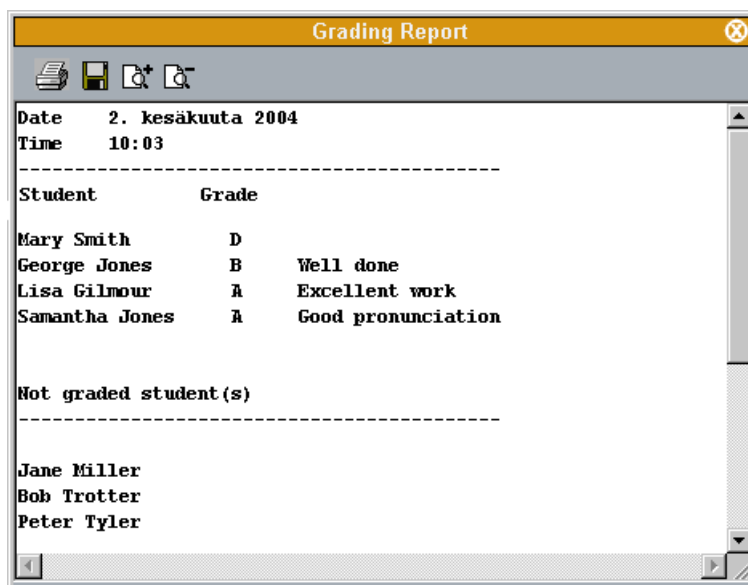 Grading Report
Date 2. kesäkuuta 2004
Time 10:03
-------------------------------------------
Student Grade
Mary Smith D
George Jones B Well done
Lisa Gilmour A Excellent work
Samantha Jones A Good pronunciation
Not graded student(s)
-------------------------------------------
Jane Miller
Bob Trotter
Peter Tyler